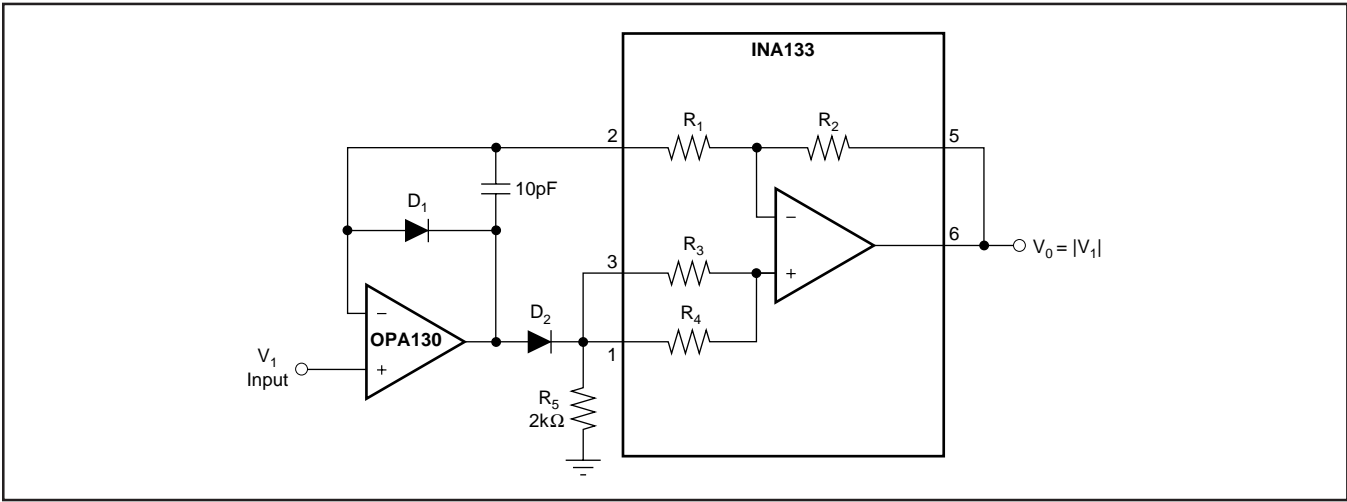 INA133
R₁
R₂
2
5
10pF
D₁
6
V₀ = |V₁|
−
R₃
3
+
D₂
R₄
−
OPA130
1
V₁
Input
+
R₅
2kΩ